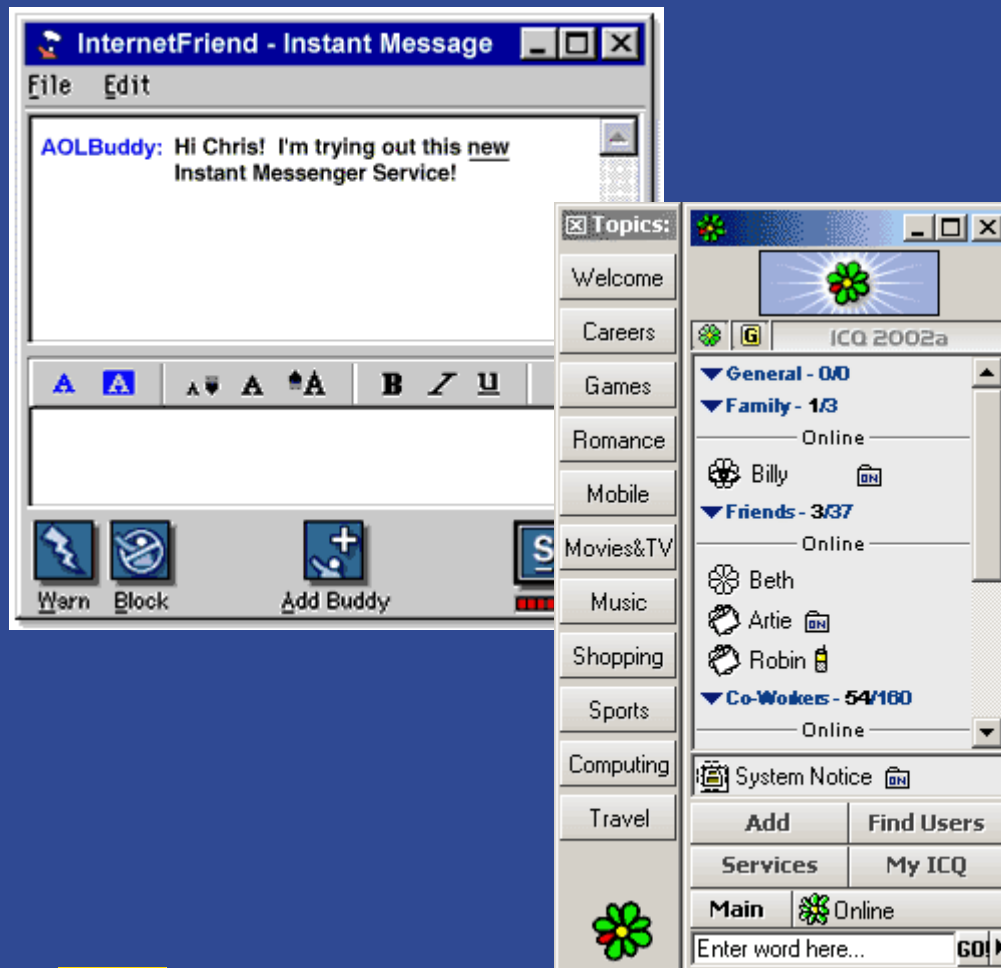 InternetFriend - Instant Message
File Edit
AOLBuddy: Hi Chris! I'm trying out this new
Instant Messenger Service!
A A A A A B I U
Warn Block Add Buddy S
Topics:
Welcome
Careers
Games
Romance
Mobile
Movies&TV
Music
Shopping
Sports
Computing
Travel
G ICQ 2002a
General - 0/0
Family - 1/3
Online
Billy ON
Friends - 3/37
Online
Beth
Artie ON
Robin
Co-Workers - 54/160
Online
System Notice ON
Add Find Users
Services My ICQ
Main Online
Enter word here... GO!